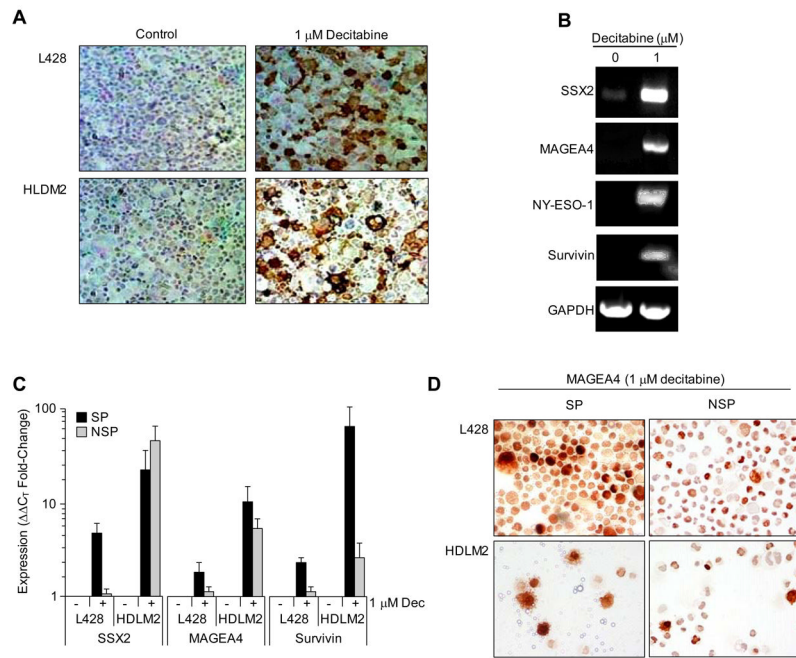 A
Control
1 μM Decitabine
L428
HLDM2
B
Decitabine (μM)
0 1
SSX2
MAGEA4
NY-ESO-1
Survivin
GAPDH
C
Expression (ΔΔC_T Fold-Change)
100
10
1
SP
NSP
- + - + - + - + - + - + 1 μM Dec
L428 HDLM2 L428 HDLM2 L428 HDLM2
SSX2 MAGEA4 Survivin
D
MAGEA4 (1 μM decitabine)
SP NSP
L428
HDLM2